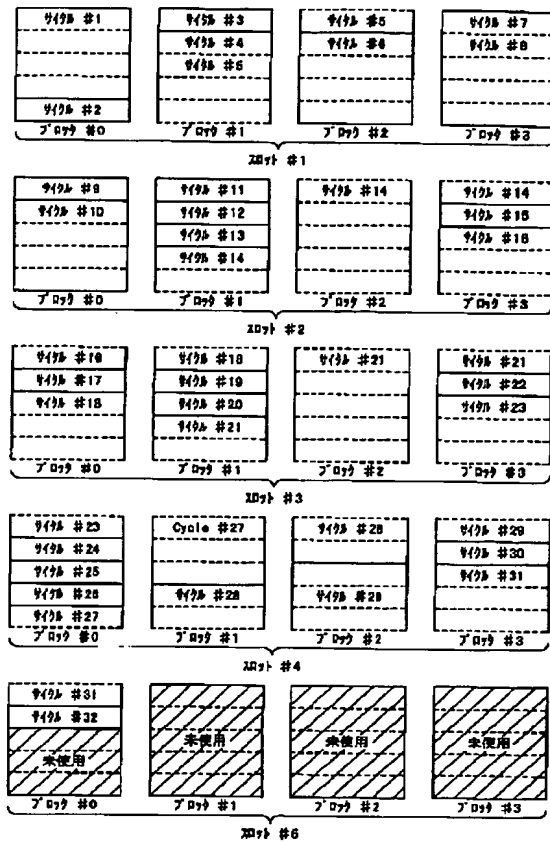 サイクル #1
サイクル #2
ブロック #0
サイクル #3
サイクル #4
サイクル #5
ブロック #1
サイクル #5
サイクル #6
ブロック #2
サイクル #7
サイクル #8
ブロック #3
スロット #1
サイクル #9
サイクル #10
ブロック #0
サイクル #11
サイクル #12
サイクル #13
サイクル #14
ブロック #1
サイクル #14
ブロック #2
サイクル #14
サイクル #15
サイクル #16
ブロック #3
スロット #2
サイクル #16
サイクル #17
サイクル #18
ブロック #0
サイクル #18
サイクル #19
サイクル #20
サイクル #21
ブロック #1
サイクル #21
ブロック #2
サイクル #21
サイクル #22
サイクル #23
ブロック #3
スロット #3
サイクル #23
サイクル #24
サイクル #25
サイクル #26
サイクル #27
ブロック #0
Cycle #27
サイクル #28
ブロック #1
サイクル #28
サイクル #29
ブロック #2
サイクル #29
サイクル #30
サイクル #31
ブロック #3
スロット #4
サイクル #31
サイクル #32
未使用
ブロック #0
未使用
ブロック #1
未使用
ブロック #2
未使用
ブロック #3
スロット #6